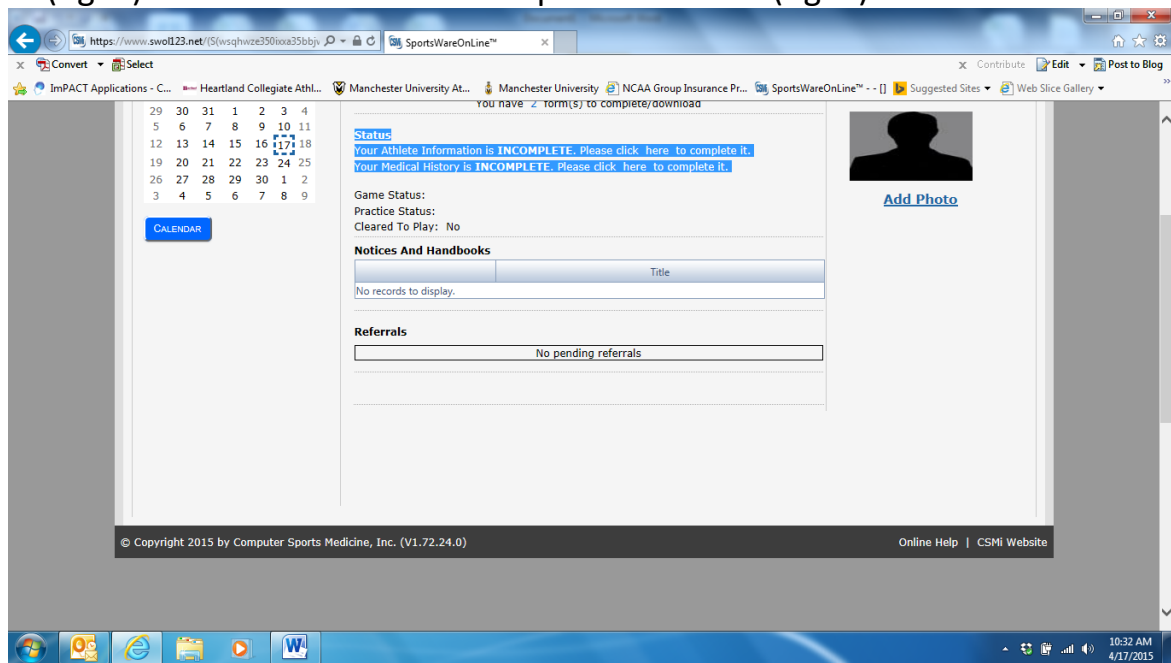 https://www.swol123.net/(S(wsqhwze350ixxa35bbjv
SportsWareOnLine™
Convert
Select
Contribute
Edit
Post to Blog
ImPACT Applications - C...
Heartland Collegiate Athl...
Manchester University At...
Manchester University
NCAA Group Insurance Pr...
SportsWareOnLine™ - - []
Suggested Sites
Web Slice Gallery
You have 2 form(s) to complete/download
29 30 31 1 2 3 4
5 6 7 8 9 10 11
12 13 14 15 16 17 18
19 20 21 22 23 24 25
26 27 28 29 30 1 2
3 4 5 6 7 8 9
CALENDAR
Status
Your Athlete Information is INCOMPLETE. Please click here to complete it.
Your Medical History is INCOMPLETE. Please click here to complete it.
Game Status:
Practice Status:
Cleared To Play: No
Notices And Handbooks
Title
No records to display.
Referrals
No pending referrals
Add Photo
© Copyright 2015 by Computer Sports Medicine, Inc. (V1.72.24.0)
Online Help | CSMi Website
10:32 AM
4/17/2015